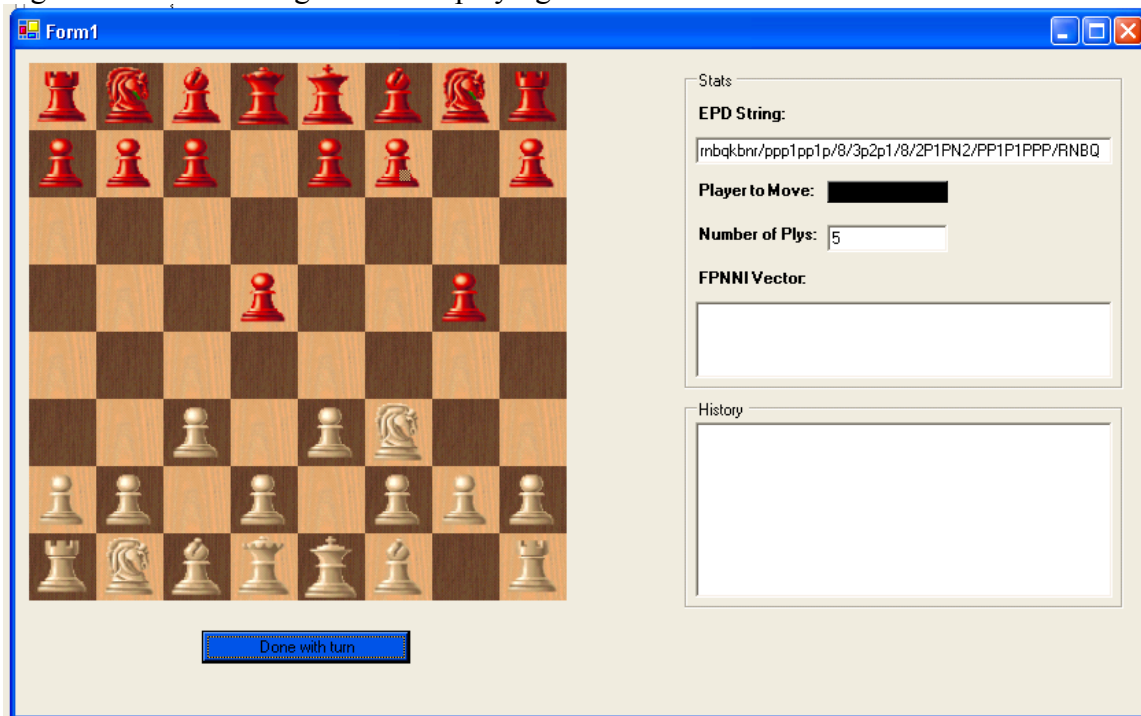 Form1
Stats
EPD String:
rnbqkbnr/ppp1pp1p/8/3p2p1/8/2P1PN2/PP1P1PPP/RNBQ
Player to Move:
Number of Plys: 5
FPNNI Vector:
History
Done with turn